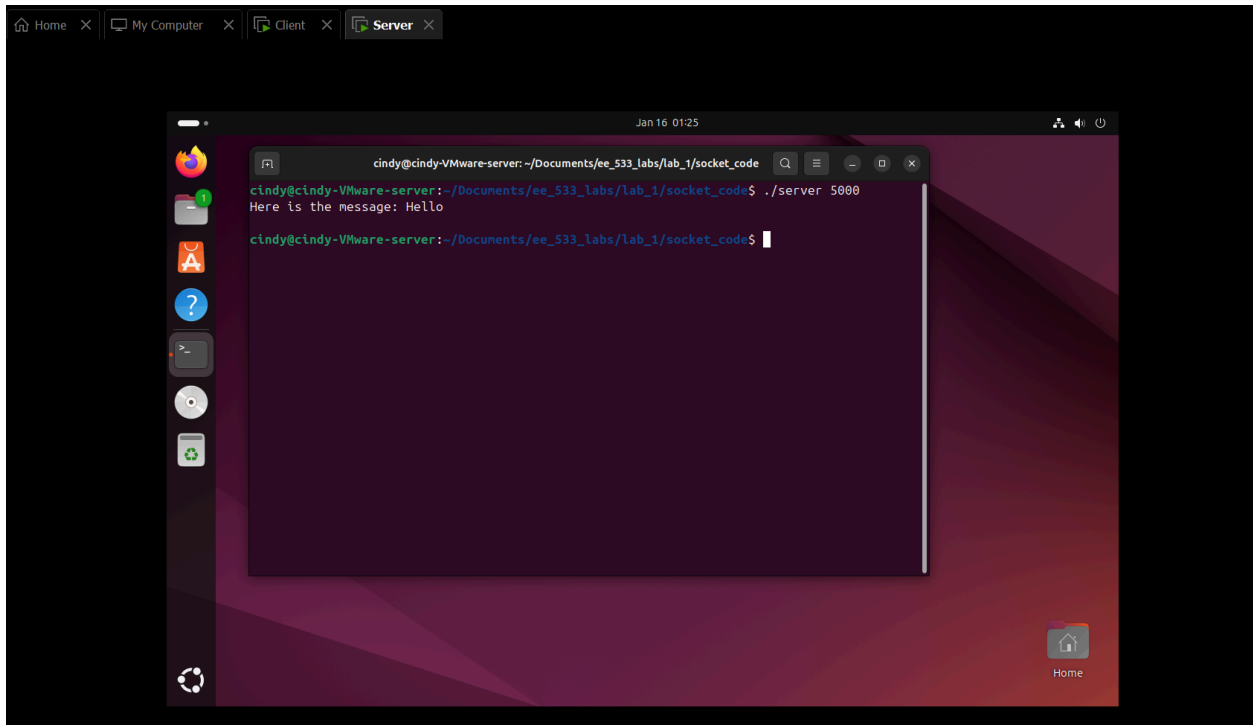 Home My Computer Client Server
Jan 16 01:25
cindy@cindy-VMware-server: ~/Documents/ee_533_labs/lab_1/socket_code
cindy@cindy-VMware-server:~/Documents/ee_533_labs/lab_1/socket_code$ ./server 5000
Here is the message: Hello
cindy@cindy-VMware-server:~/Documents/ee_533_labs/lab_1/socket_code$
1
>_
Home